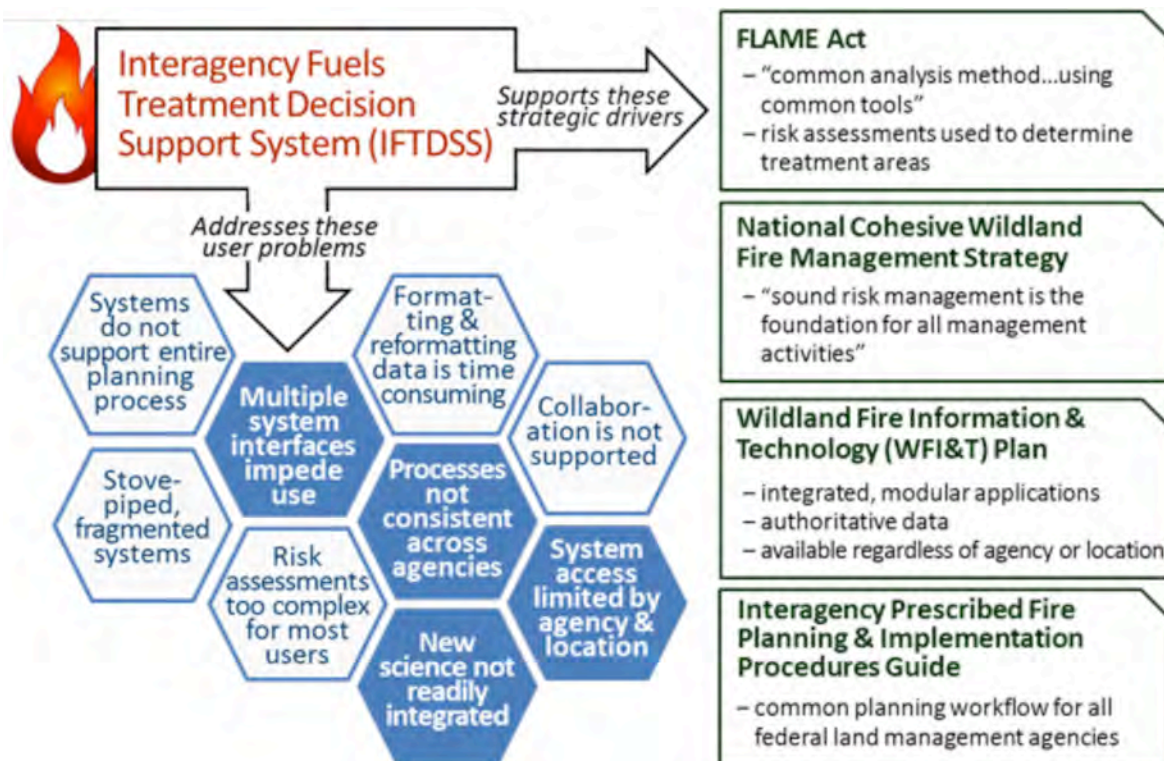 Interagency Fuels
Treatment Decision
Support System (IFTDSS)
Supports these
strategic drivers
Addresses these
user problems
Systems
do not
support entire
planning
process
Multiple
system
interfaces
impede
use
Format-
ting &
reformatting
data is time
consuming
Collabor-
ation is not
supported
Stove-
piped,
fragmented
systems
Processes
not
consistent
across
agencies
Risk
assessments
too complex
for most
users
System
access
limited by
agency &
location
New
science not
readily
integrated
FLAME Act
– “common analysis method...using
common tools”
– risk assessments used to determine
treatment areas
National Cohesive Wildland
Fire Management Strategy
– “sound risk management is the
foundation for all management
activities”
Wildland Fire Information &
Technology (WFI&T) Plan
– integrated, modular applications
– authoritative data
– available regardless of agency or location
Interagency Prescribed Fire
Planning & Implementation
Procedures Guide
– common planning workflow for all
federal land management agencies